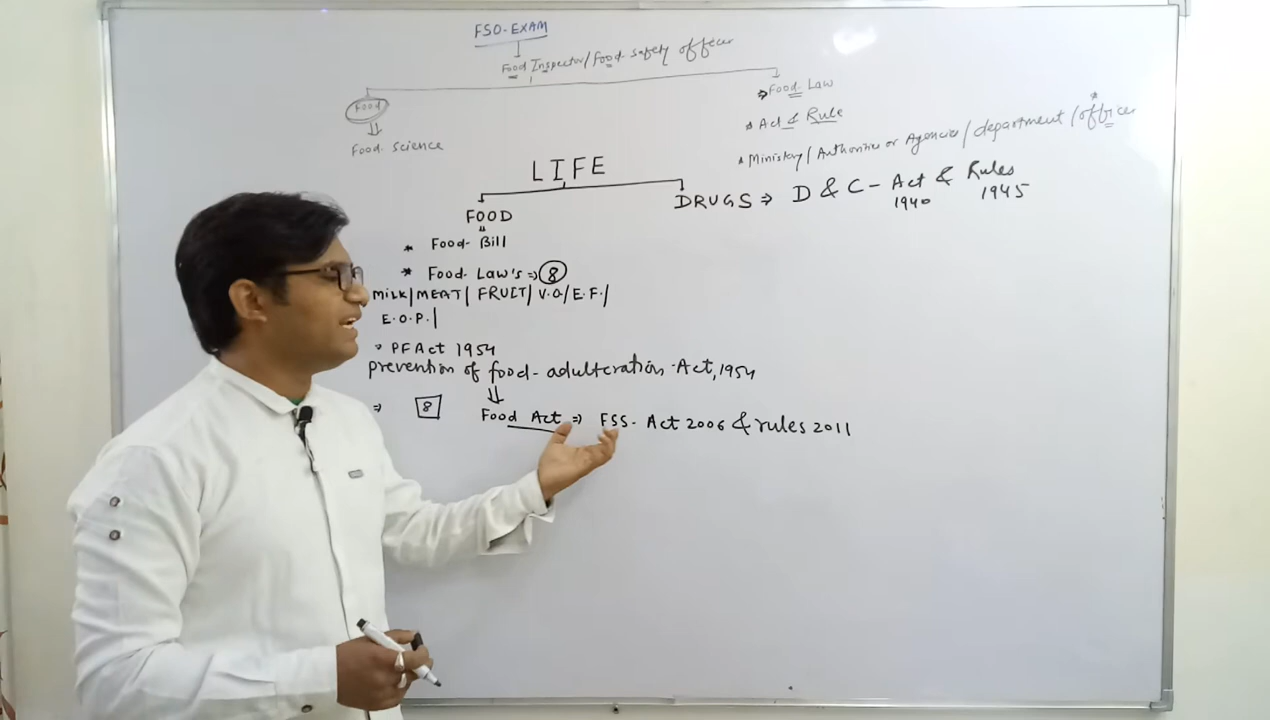 FSO-EXAM
Food Inspector/Food safety officer
Food
Food Science
⇒ Food Law
* Act & Rule
* Ministry/Authorities or Agencies/department/office
LIFE
FOOD
DRUGS ⇒ D & C - Act & Rules
1940 1945
* Food-Bill
* Food-Law's ⇒ 8
MILK/MEAT/FRUIT/V.O/E.F./
E.O.P./
PFAct 1954
prevention of food-adulteration-Act, 1954
⇒ 8 Food Act ⇒ FSS-Act 2006 & rules 2011